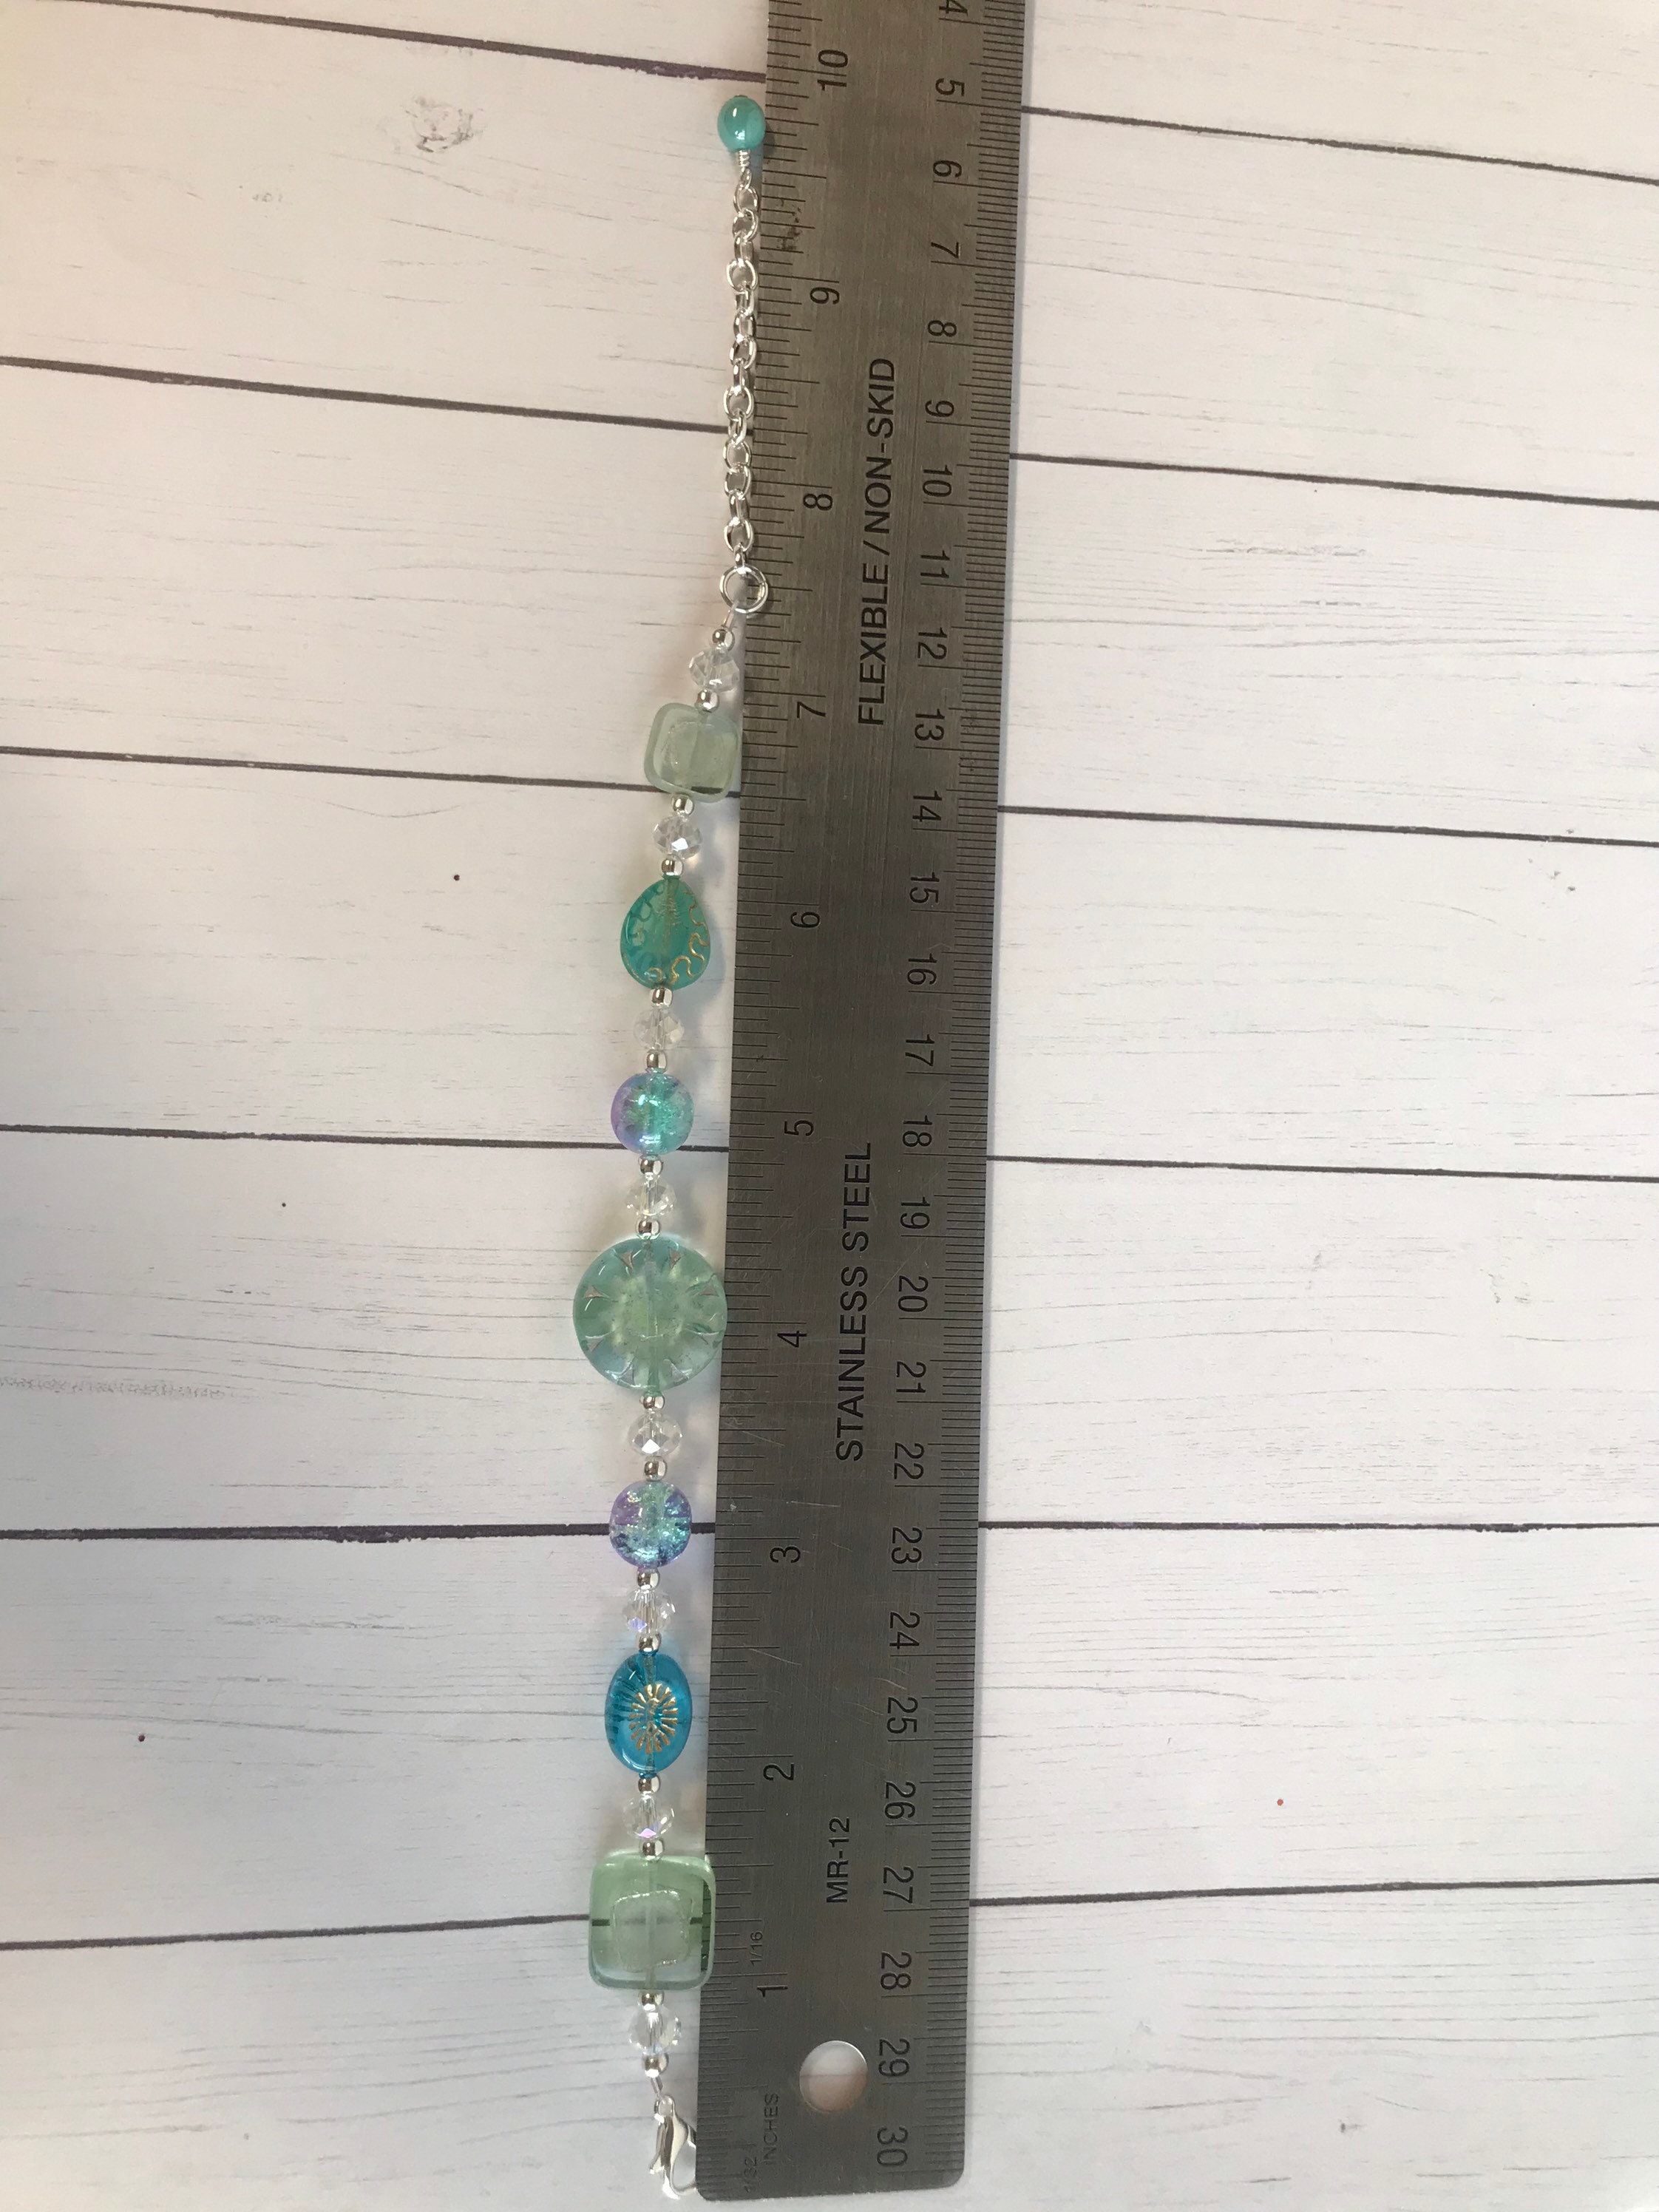 1/32 INCHES 1/16
1 2 3 4 5 6 7 8 9 10
MR-12 STAINLESS STEEL FLEXIBLE / NON-SKID
30 29 28 27 26 25 24 23 22 21 20 19 18 17 16 15 14 13 12 11 10 9 8 7 6 5 4